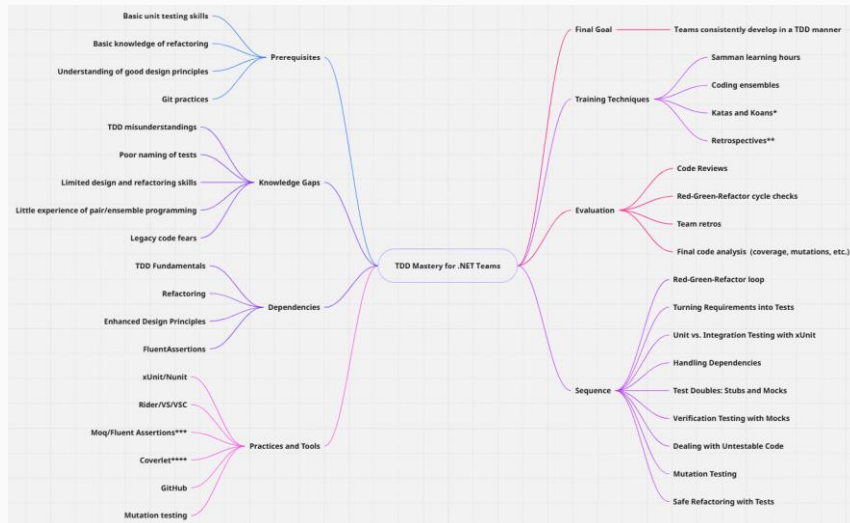 Basic unit testing skills
Basic knowledge of refactoring
Understanding of good design principles
Git practices
Prerequisites
TDD misunderstandings
Poor naming of tests
Limited design and refactoring skills
Little experience of pair/ensemble programming
Legacy code fears
Knowledge Gaps
TDD Fundamentals
Refactoring
Enhanced Design Principles
FluentAssertions
Dependencies
xUnit/Nunit
Rider/VS/VSC
Moq/Fluent Assertions***
Coverlet****
GitHub
Mutation testing
Practices and Tools
TDD Mastery for .NET Teams
Final Goal
Teams consistently develop in a TDD manner
Training Techniques
Samman learning hours
Coding ensembles
Katas and Koans*
Retrospectives**
Evaluation
Code Reviews
Red-Green-Refactor cycle checks
Team retros
Final code analysis (coverage, mutations, etc.)
Sequence
Red-Green-Refactor loop
Turning Requirements into Tests
Unit vs. Integration Testing with xUnit
Handling Dependencies
Test Doubles: Stubs and Mocks
Verification Testing with Mocks
Dealing with Untestable Code
Mutation Testing
Safe Refactoring with Tests